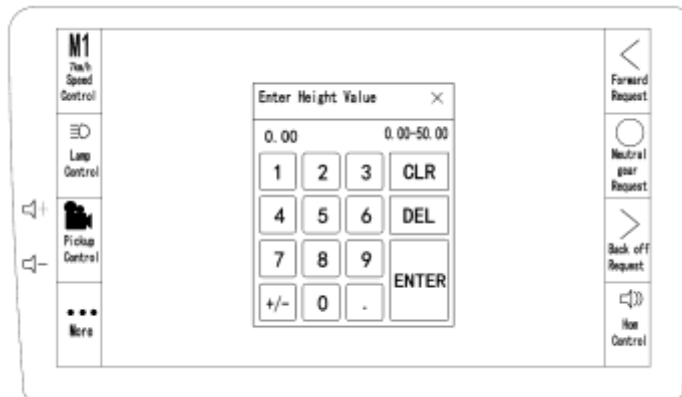 M1
7km/h
Speed
Control
Lamp
Control
Pickup
Control
More
Enter Height Value ×
0.00 0.00-50.00
1 2 3 CLR
4 5 6 DEL
7 8 9
ENTER
+/- 0 .
Forward
Request
Neutral
gear
Request
Back off
Request
Hom
Control